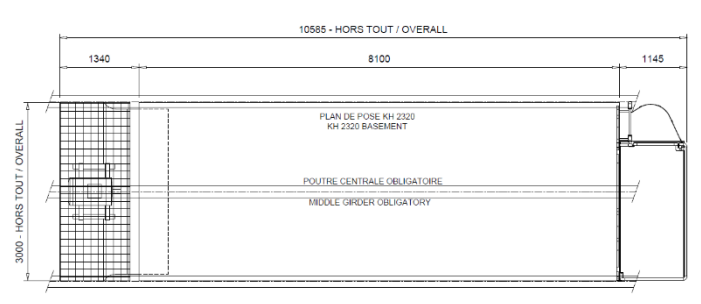 10585 - HORS TOUT / OVERALL
1340
8100
1145
PLAN DE POSE KH 2320
KH 2320 BASEMENT
3000 - HORS TOUT / OVERALL
POUTRE CENTRALE OBLIGATOIRE
MIDDLE GIRDER OBLIGATORY